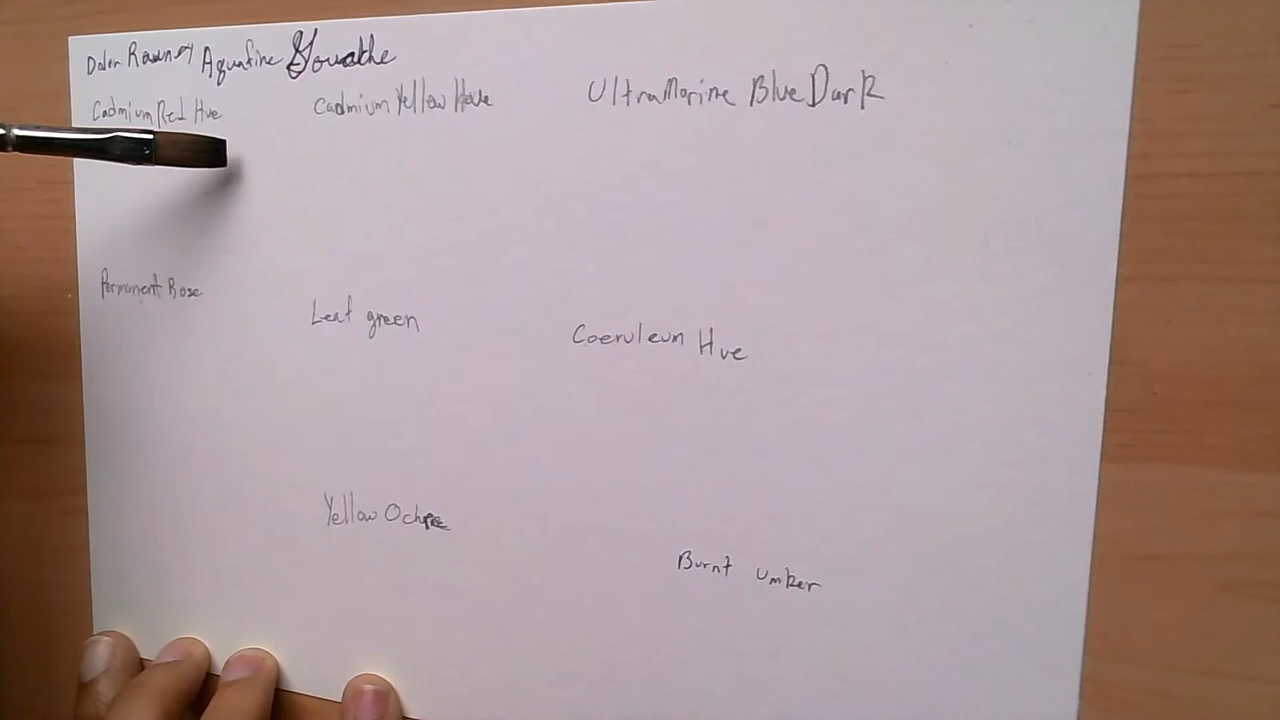 Daler Rowney Aquafine Gouache
Cadmium Red Hue
Cadmium Yellow Hue
UltraMarine Blue Dark
Permanent Rose
Leaf green
Coeruleum Hue
Yellow Ochre
Burnt Umber